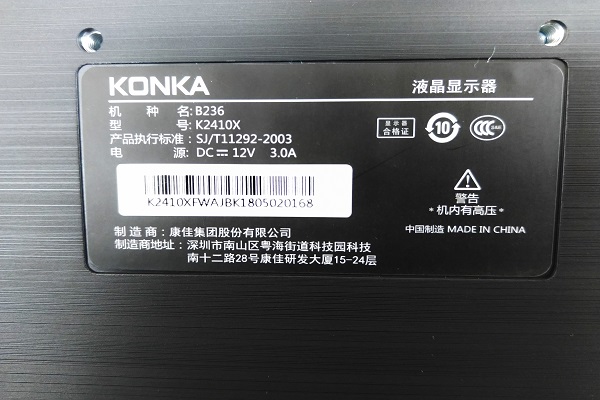 KONKA 液晶显示器
机 种 名: B236
型 号: K2410X
产品执行标准: SJ/T11292-2003
电 源: DC⎓12V 3.0A
显示器
合格证
10
CCC
K2410XFWAJBK1805020168
警告
*机内有高压*
制 造 商: 康佳集团股份有限公司
中国制造 MADE IN CHINA
制造商地址: 深圳市南山区粤海街道科技园科技
南十二路28号康佳研发大厦15-24层